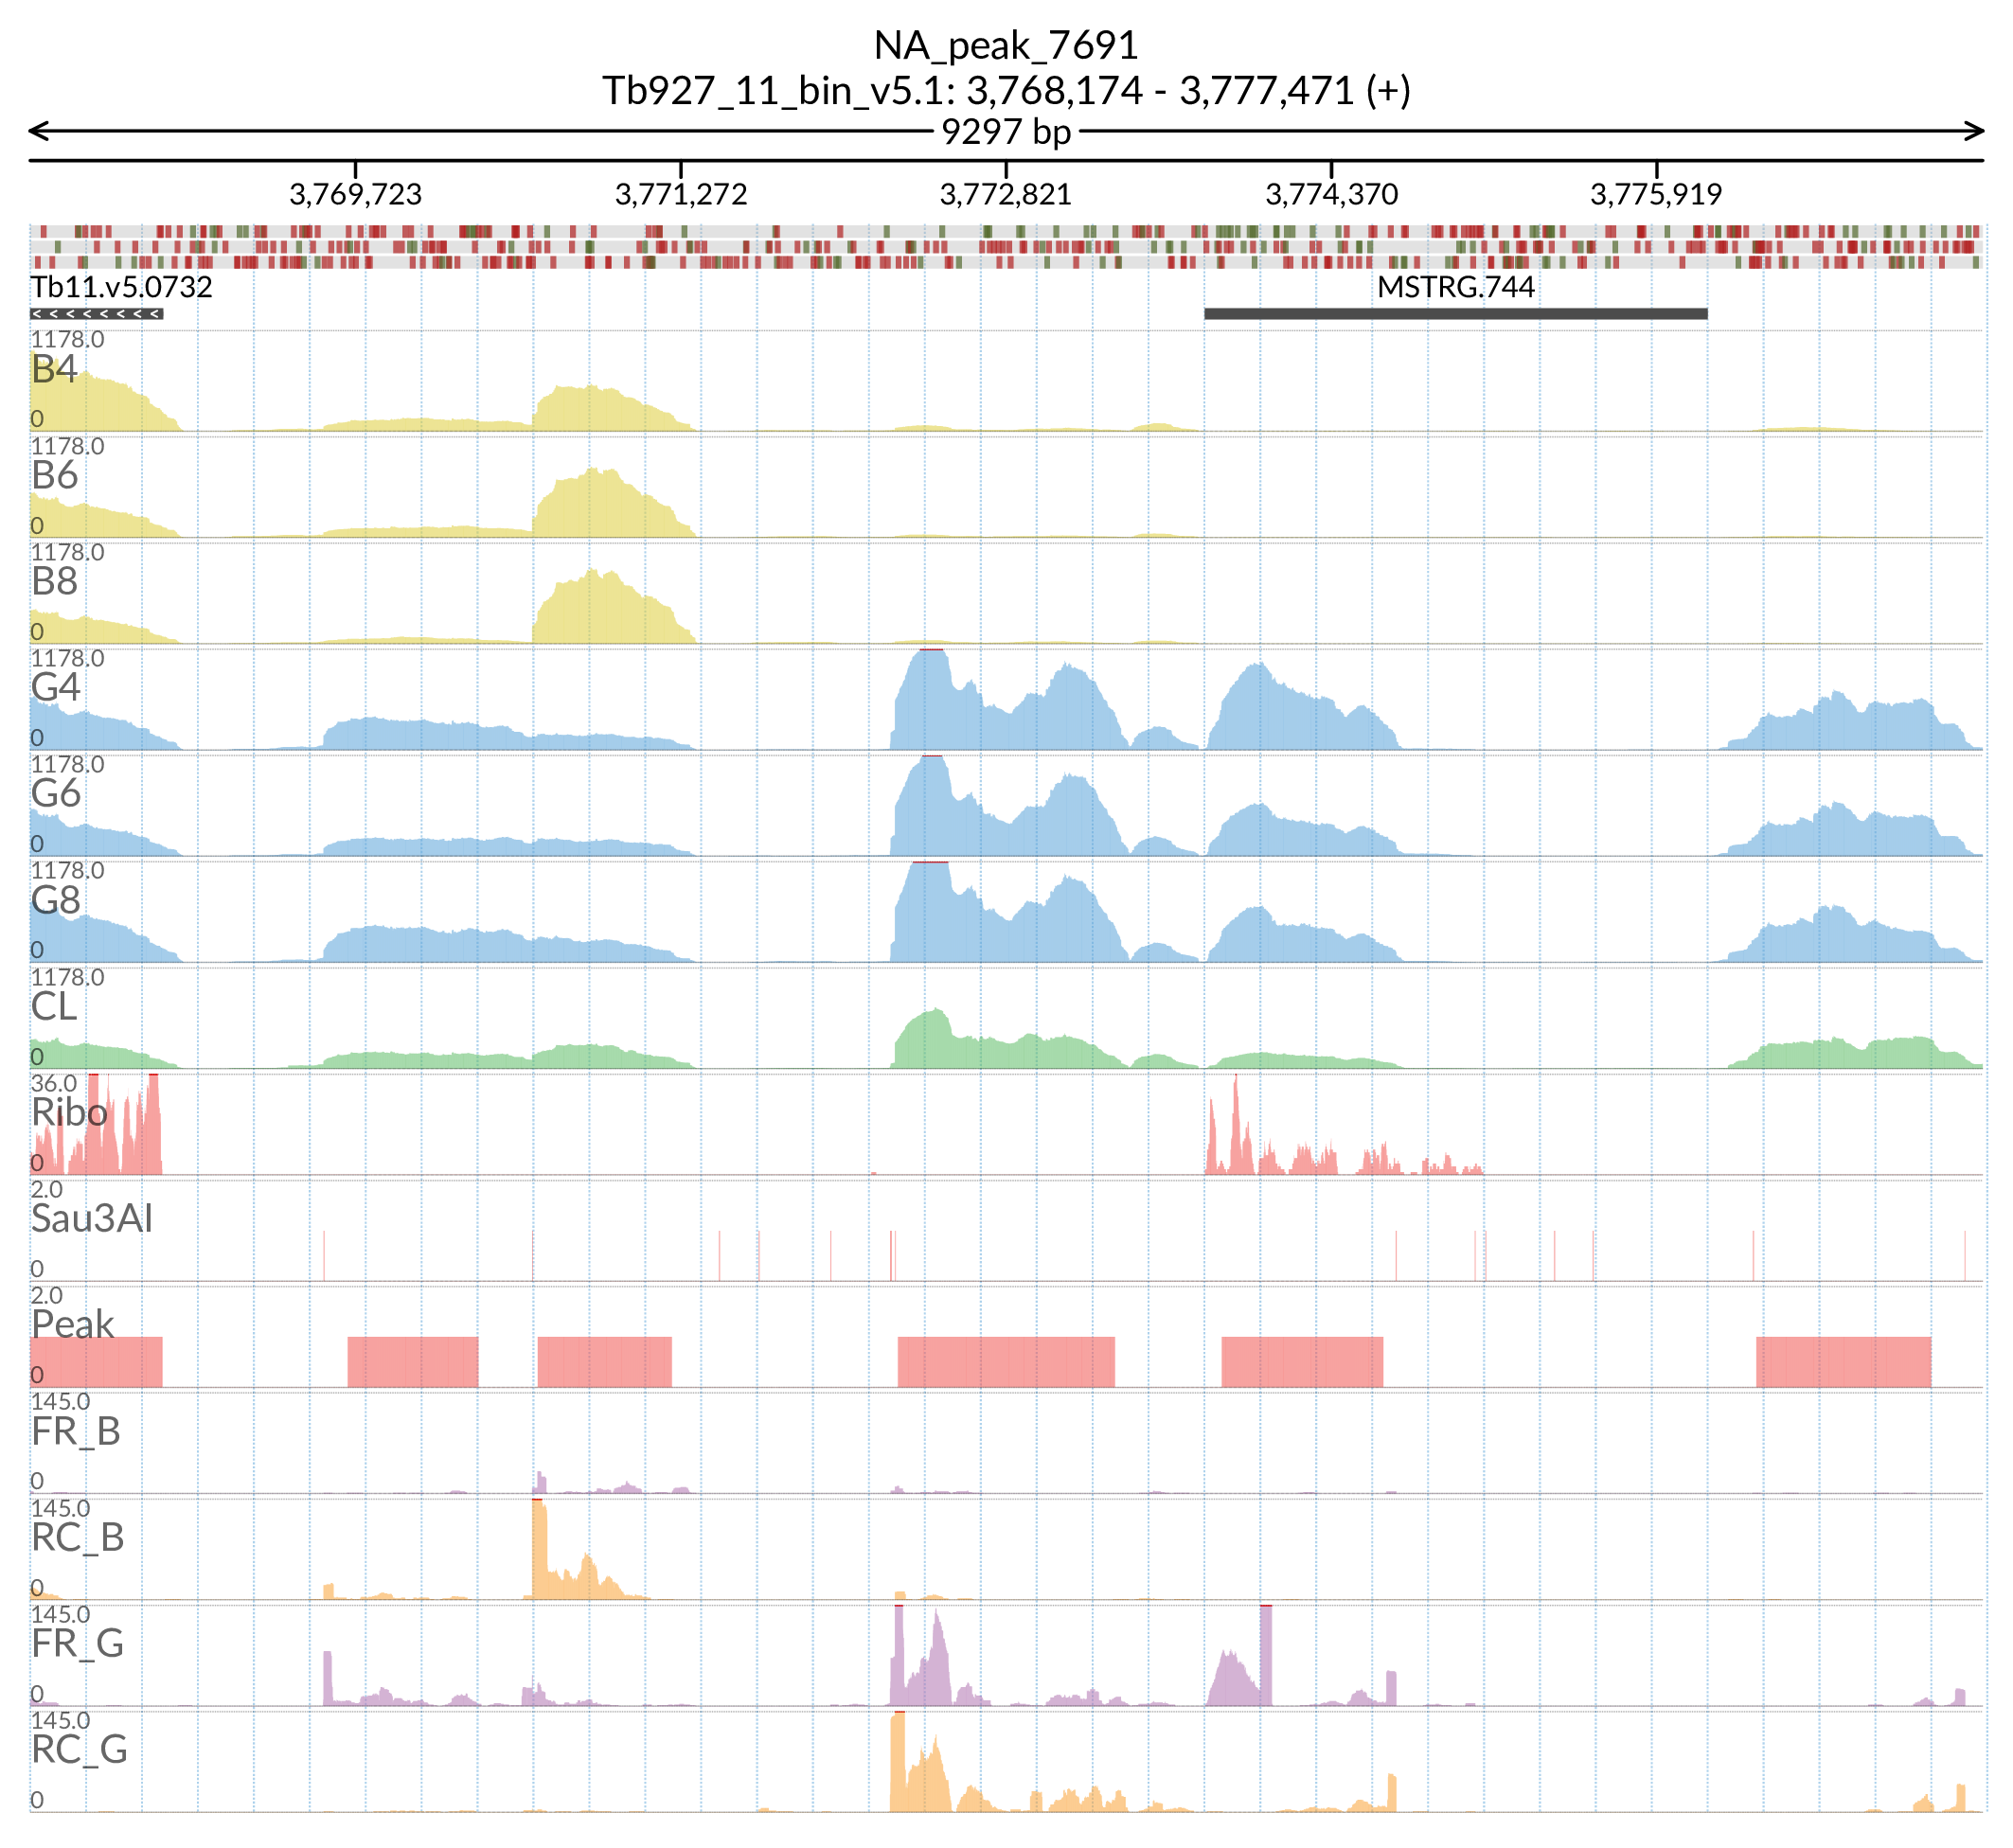 NA_peak_7691
Tb927_11_bin_v5.1: 3,768,174 - 3,777,471 (+)
9297 bp
3,769,723 3,771,272 3,772,821 3,774,370 3,775,919
Tb11.v5.0732 MSTRG.744
1178.0
B4
0
1178.0
B6
0
1178.0
B8
0
1178.0
G4
0
1178.0
G6
0
1178.0
G8
0
1178.0
CL
0
36.0
Ribo
0
2.0
Sau3AI
0
2.0
Peak
0
145.0
FR_B
0
145.0
RC_B
0
145.0
FR_G
0
145.0
RC_G
0